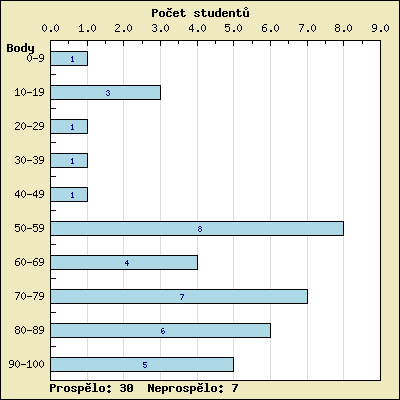 Počet studentů
0.0 1.0 2.0 3.0 4.0 5.0 6.0 7.0 8.0 9.0
Body
0-9 1
10-19 3
20-29 1
30-39 1
40-49 1
50-59 8
60-69 4
70-79 7
80-89 6
90-100 5
Prospělo: 30 Neprospělo: 7